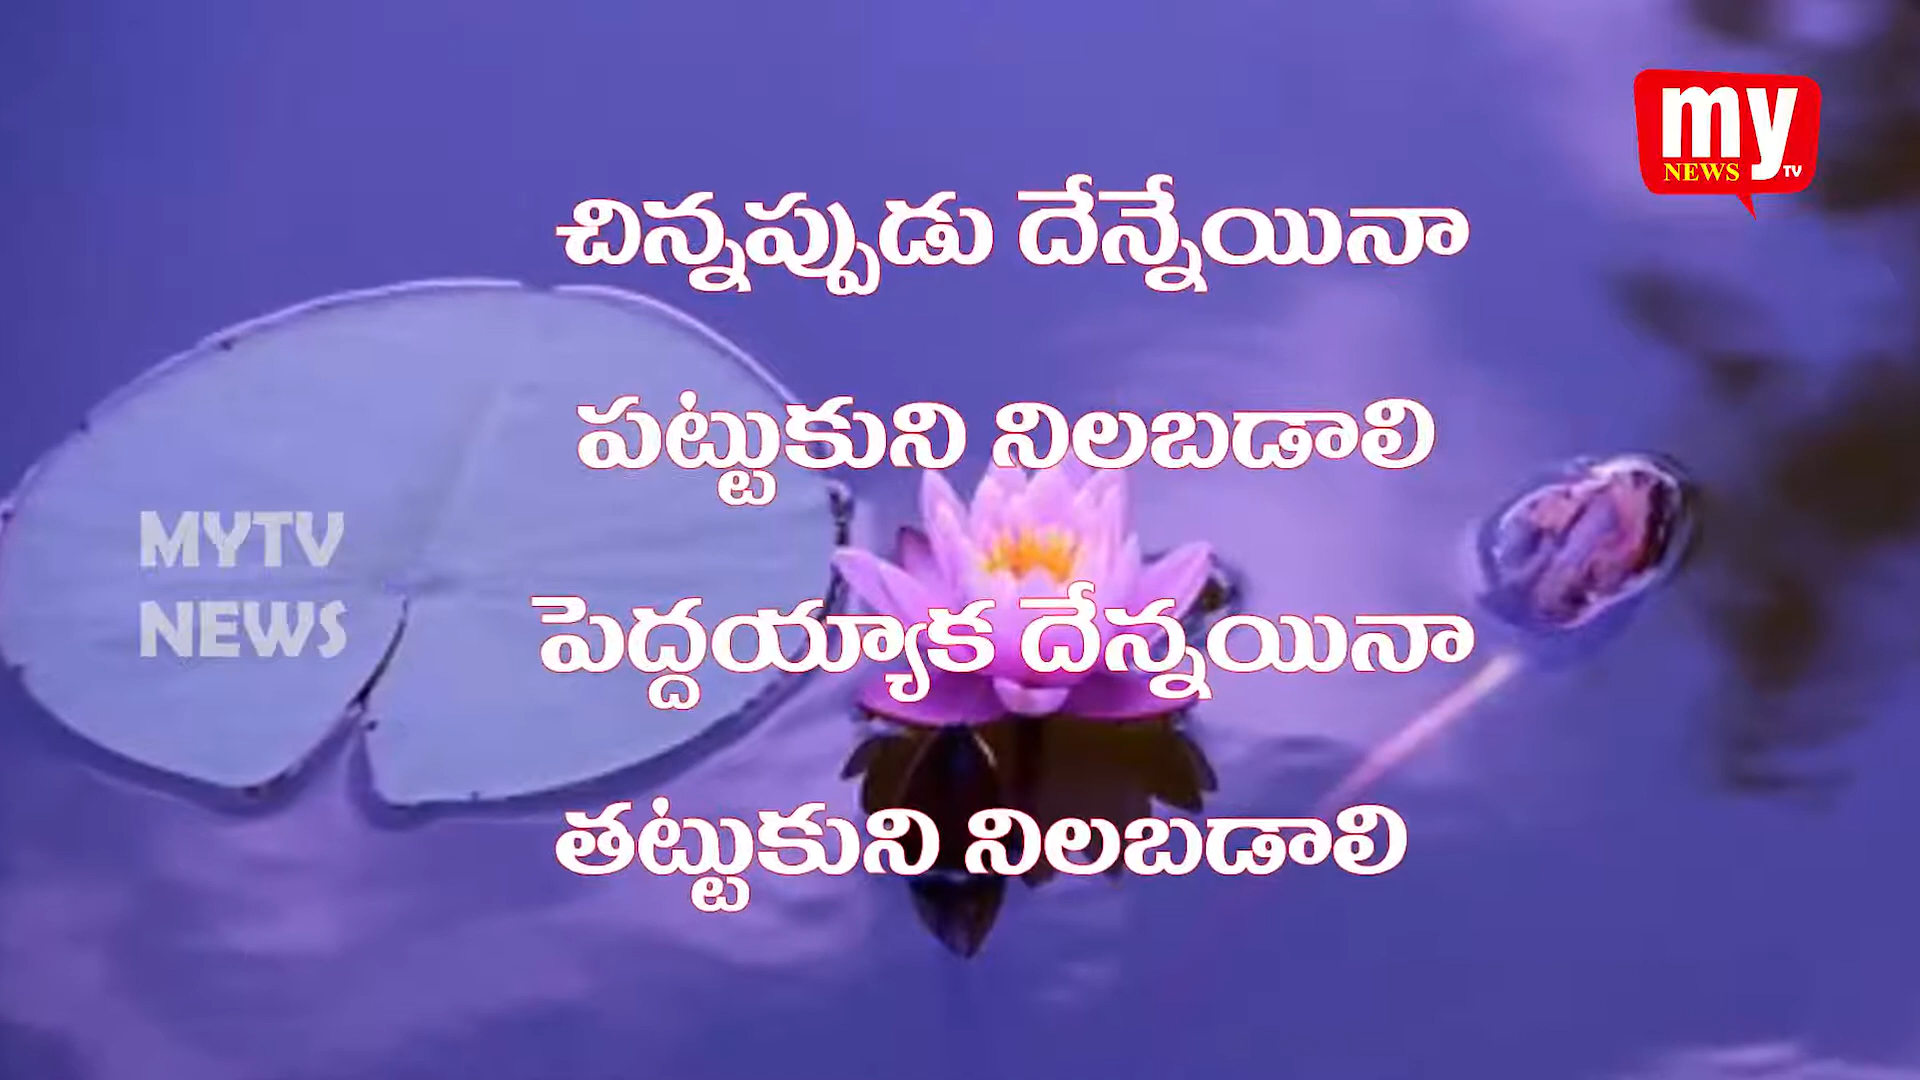 my
NEWS TV
చిన్నప్పుడు దేన్నేయినా
పట్టుకుని నిలబడాలి
MYTV
NEWS
పెద్దయ్యాక దేన్నయినా
తట్టుకుని నిలబడాలి